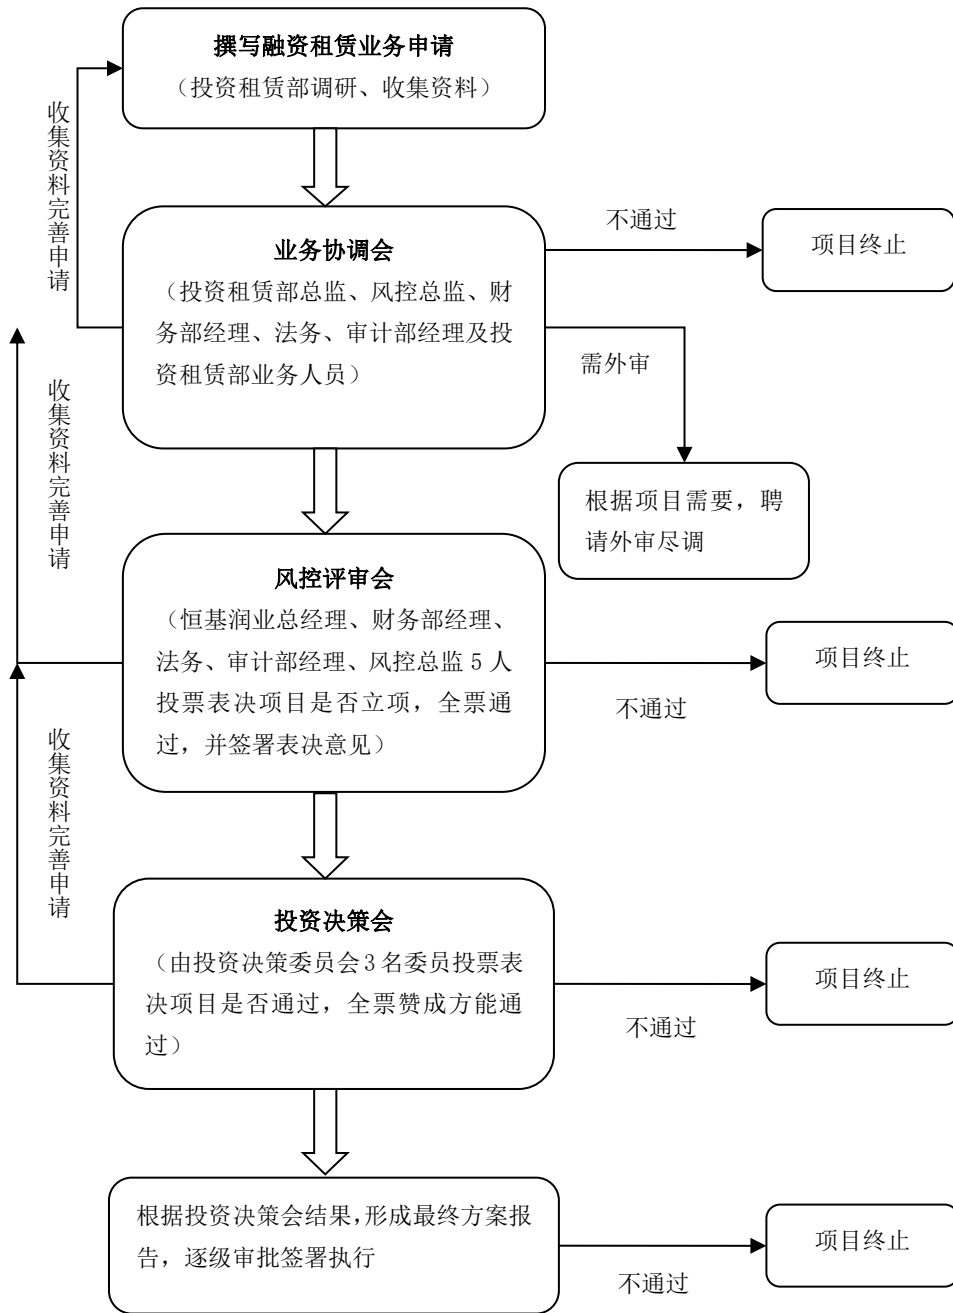 撰写融资租赁业务申请
（投资租赁部调研、收集资料）
收集资料完善申请
不通过
项目终止
业务协调会
（投资租赁部总监、风控总监、财
务部经理、法务、审计部经理及投
资租赁部业务人员）
需外审
收集资料完善申请
根据项目需要，聘
请外审尽调
风控评审会
（恒基润业总经理、财务部经理、
法务、审计部经理、风控总监 5 人
投票表决项目是否立项，全票通
过，并签署表决意见）
项目终止
不通过
收集资料完善申请
投资决策会
（由投资决策委员会 3 名委员投票表
决项目是否通过，全票赞成方能通
过）
项目终止
不通过
根据投资决策会结果，形成最终方案报
告，逐级审批签署执行
项目终止
不通过